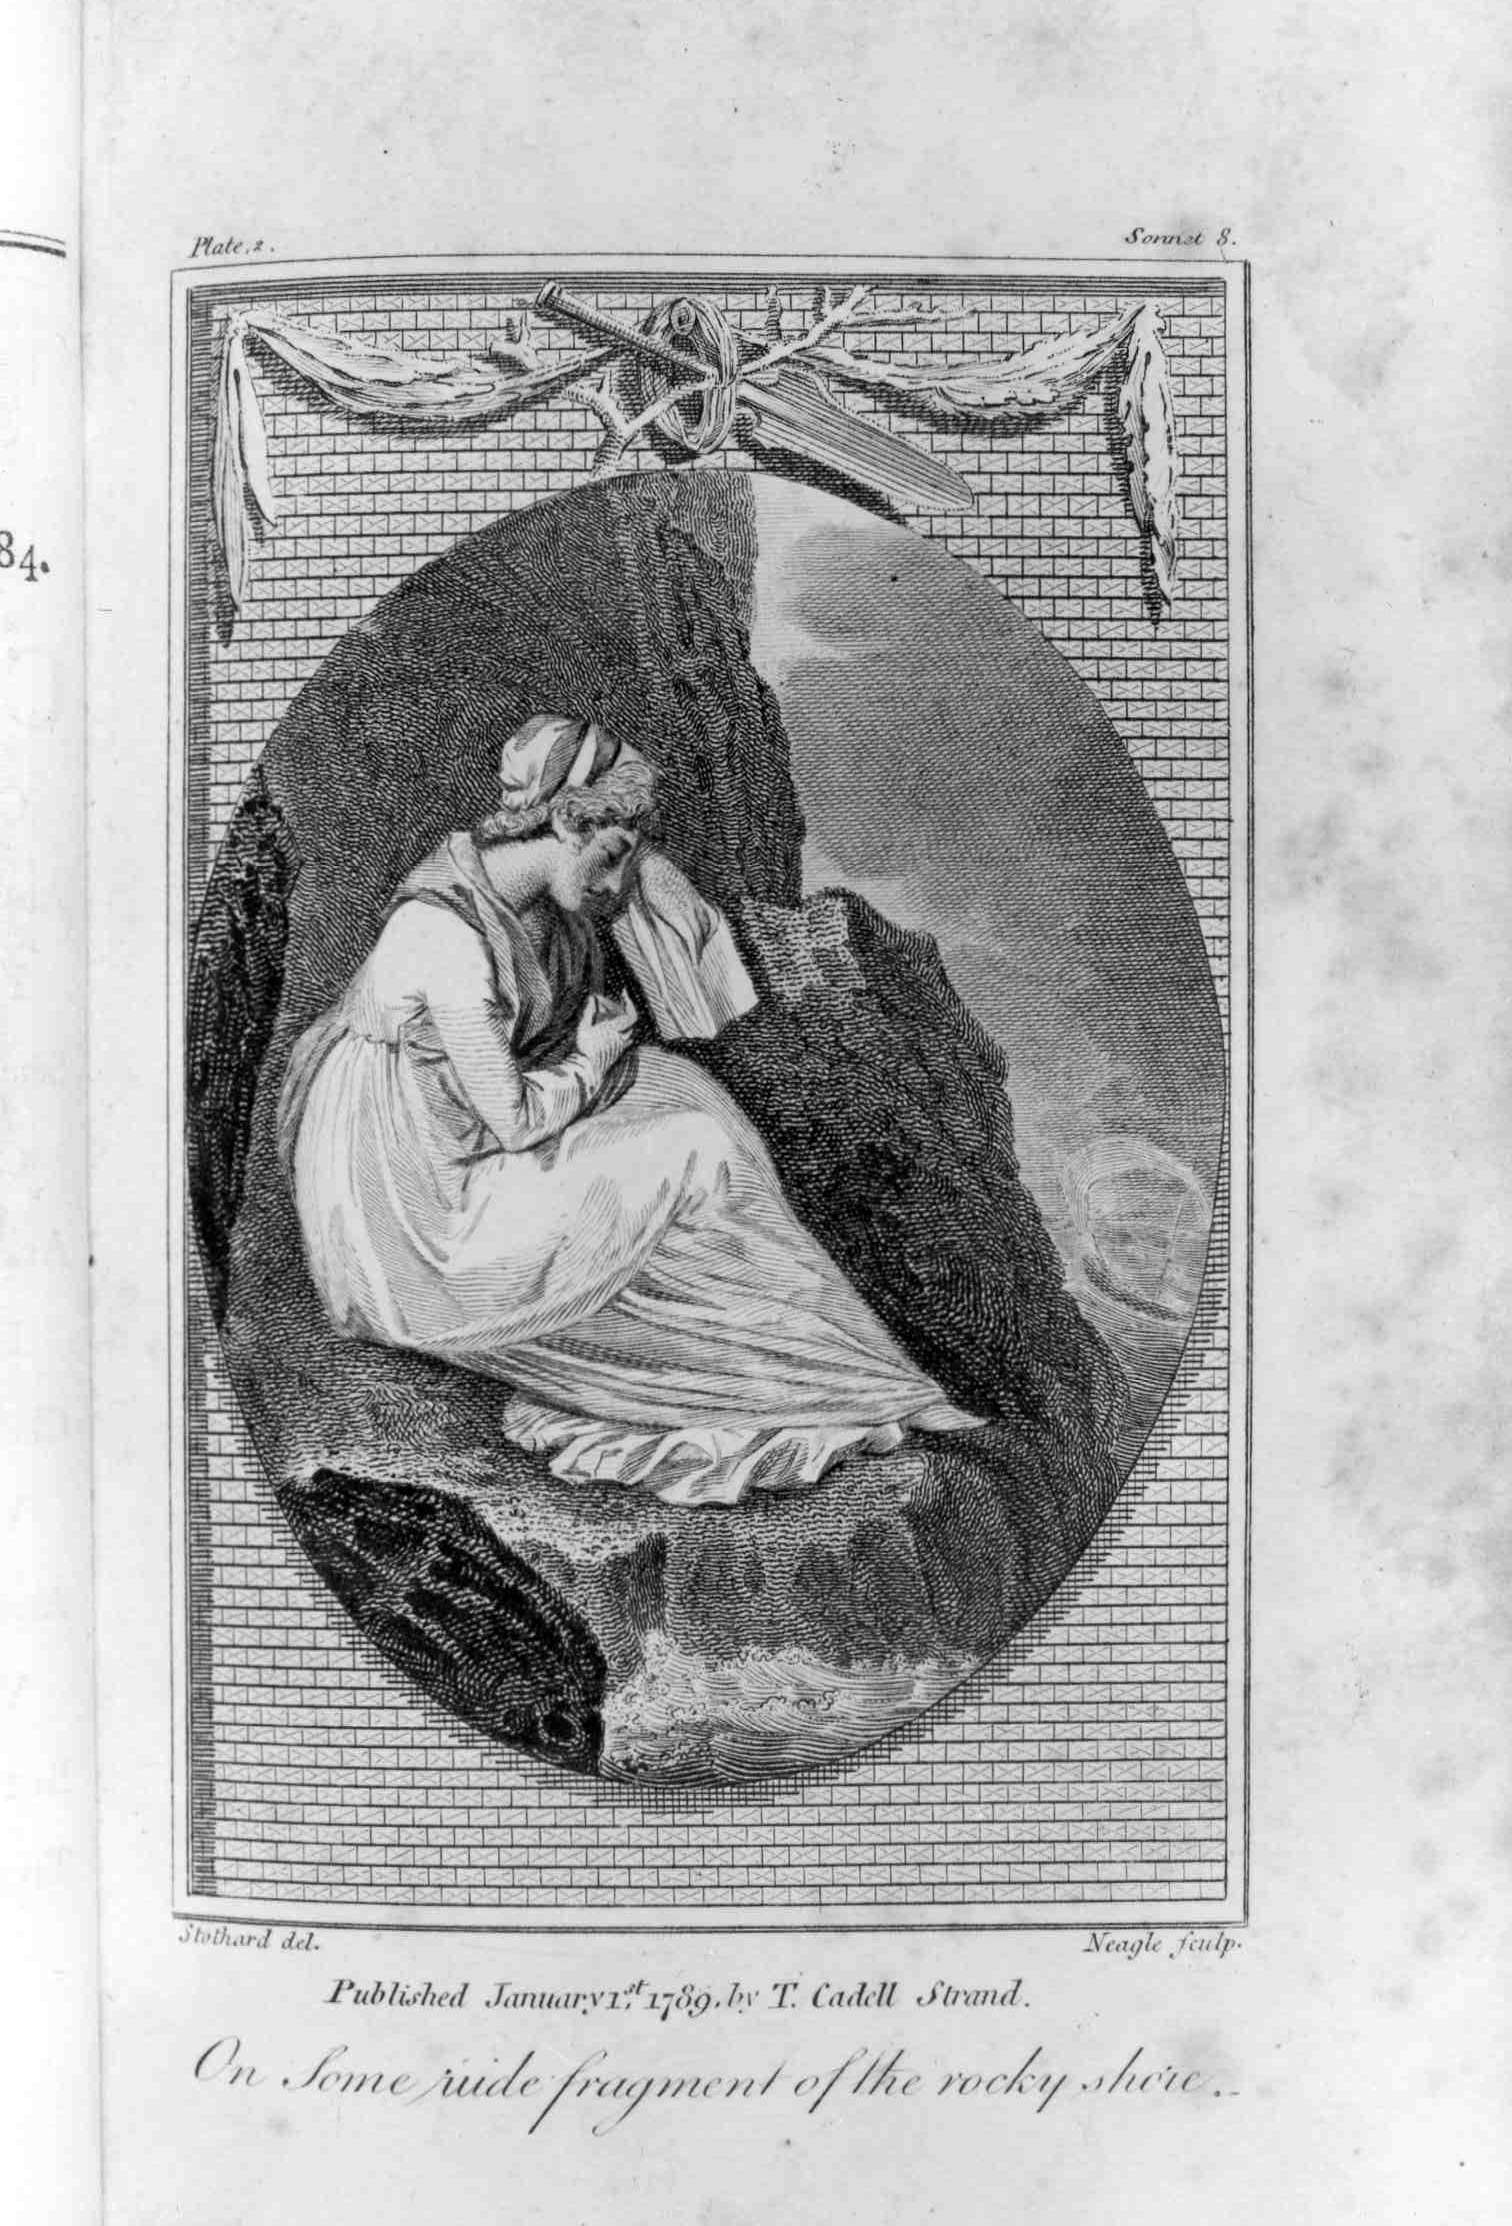 Plate.2.
Sonnet 8.
84.
Stothard del.
Neagle sculp.
Published January 1st. 1789. by T. Cadell Strand.
On Some rude fragment of the rocky shore..